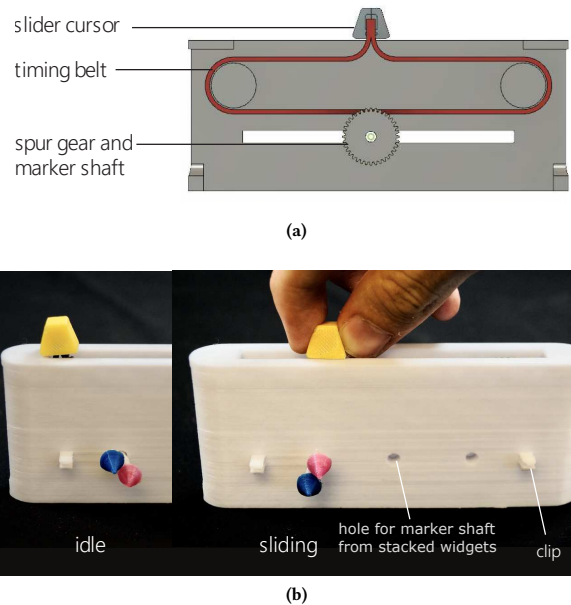 slider cursor
timing belt
spur gear and
marker shaft
(a)
idle
sliding
hole for marker shaft
from stacked widgets
clip
(b)